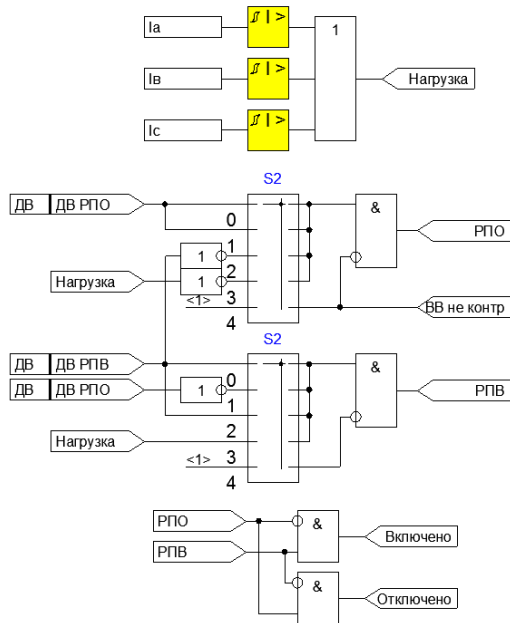 Iа
I >
1
Iв
I >
Нагрузка
Iс
I >
S2
ДВ ДВ РПО
&
0
РПО
1
1
Нагрузка
1
2
<1>
3
ВВ не контр
4
S2
ДВ ДВ РПВ
&
ДВ ДВ РПО
1
0
РПВ
1
Нагрузка
2
<1>
3
4
РПО
&
Включено
РПВ
&
Отключено